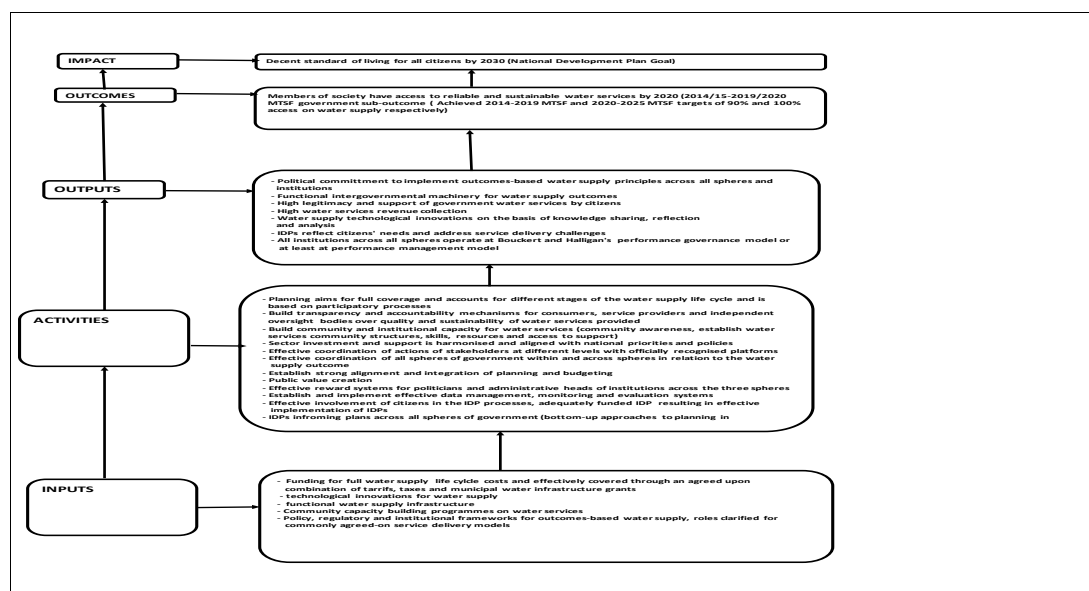 IMPACT
Decent standard of living for all citizens by 2030 (National Development Plan Goal)
OUTCOMES
Members of society have access to reliable and sustainable water services by 2020 (2014/15-2019/2020
MTSF government sub-outcome ( Achieved 2014-2019 MTSF and 2020-2025 MTSF targets of 90% and 100%
access on water supply respectively)
OUTPUTS
- Political committment to implement outcomes-based water supply principles across all spheres and
institutions
- Functional intergovernmental machinery for water supply outcomes
- High legitimacy and support of government water services by citizens
- High water services revenue collection
- Water supply technological innovations on the basis of knowledge sharing, reflection
and analysis
- IDPs reflect citizens' needs and address service delivery challenges
- All institutions across all spheres operate at Bouckert and Halligan's performance governance model or
at least at performance management model
ACTIVITIES
- Planning aims for full coverage and accounts for different stages of the water supply life cycle and is
based on participatory processes
- Build transparency and accountability mechanisms for consumers, service providers and independent
oversight bodies over quality and sustainability of water services provided
- Build community and institutional capacity for water services (community awareness, establish water
services community structures, skills, resources and access to support)
- Sector investment and support is harmonised and aligned with national priorities and policies
- Effective coordination of actions of stakeholders at different levels with officially recognised platforms
- Effective coordination of all spheres of government within and across spheres in relation to the water
supply outcome
- Establish strong alignment and integration of planning and budgeting
- Public value creation
- Effective reward systems for politicians and administrative heads of institutions across the three spheres
- Establish and implement effective data management, monitoring and evaluation systems
- Effective involvement of citizens in the IDP processes, adequately funded IDP resulting in effective
implementation of IDPs
- IDPs infroming plans across all spheres of government (bottom-up approaches to planning in
INPUTS
- Funding for full water supply life cylcle costs and effectively covered through an agreed upon
combination of tarrifs, taxes and municipal water infrastructure grants
- technological innovations for water supply
- functional water supply infrastructure
- Community capacity building programmes on water services
- Policy, regulatory and institutional frameworks for outcomes-based water supply, roles clarified for
commonly agreed-on service delivery models